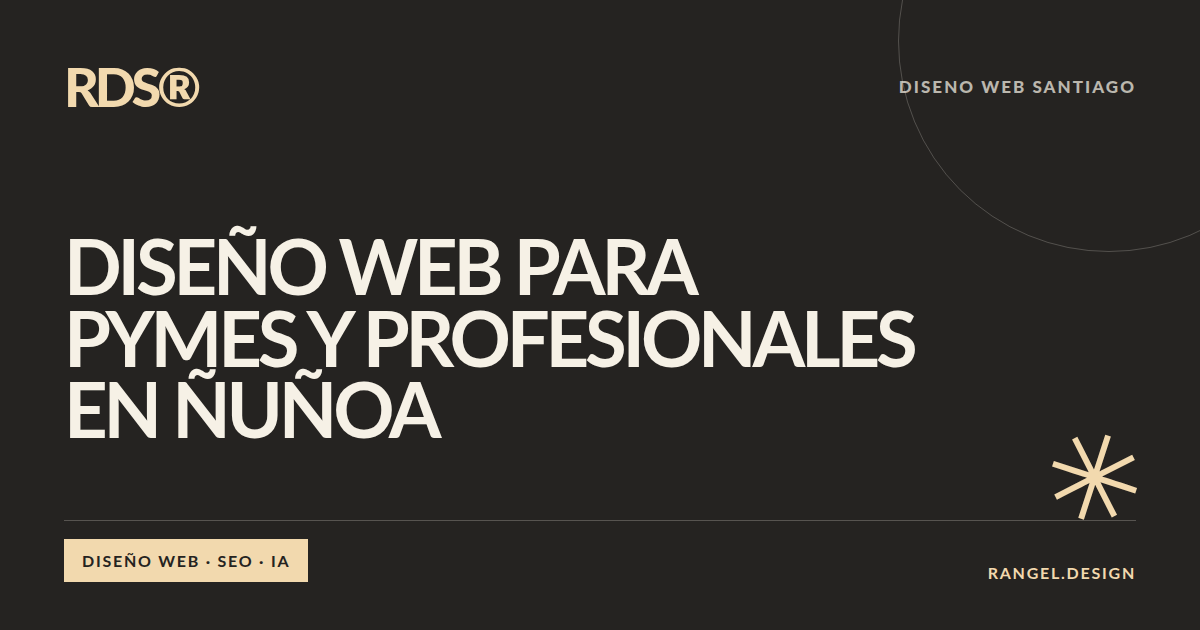 RDS®
DISENO WEB SANTIAGO
DISEÑO WEB PARA
PYMES Y PROFESIONALES
EN ÑUÑOA
DISEÑO WEB · SEO · IA
RANGEL.DESIGN